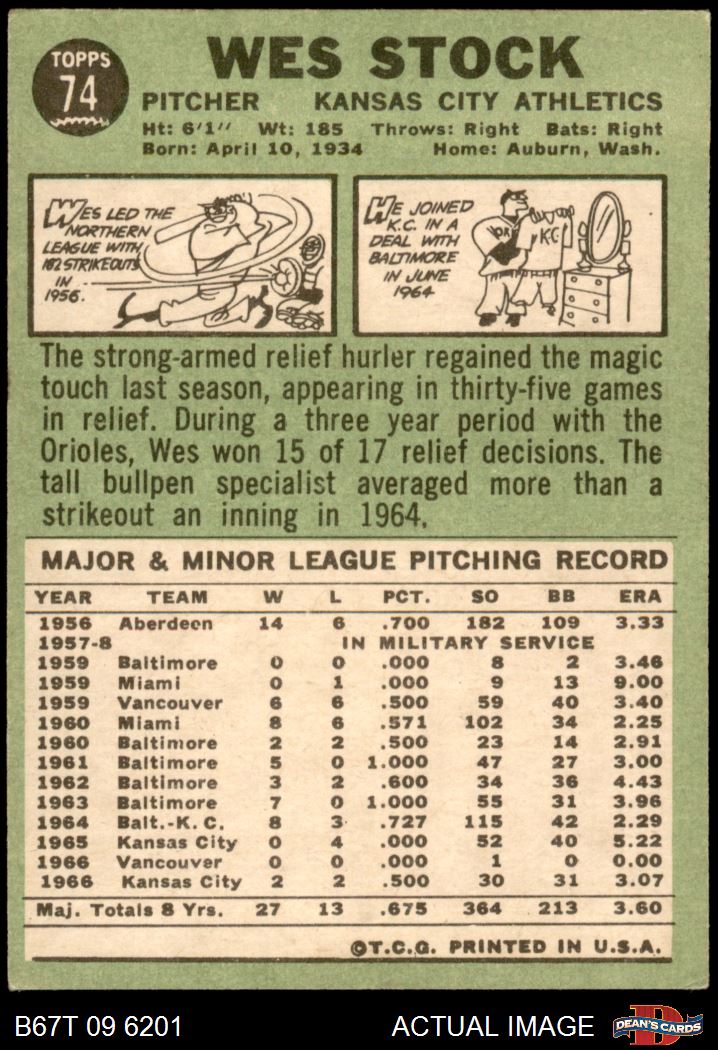 TOPPS
74
WES STOCK
PITCHER KANSAS CITY ATHLETICS
Ht: 6'1" Wt: 185 Throws: Right Bats: Right
Born: April 10, 1934 Home: Auburn, Wash.
WES LED THE
NORTHERN
LEAGUE WITH
182 STRIKEOUTS
IN
1956.
HE JOINED
K.C. IN A
DEAL WITH
BALTIMORE
IN JUNE
1964
KC
The strong-armed relief hurler regained the magic
touch last season, appearing in thirty-five games
in relief. During a three year period with the
Orioles, Wes won 15 of 17 relief decisions. The
tall bullpen specialist averaged more than a
strikeout an inning in 1964.
MAJOR & MINOR LEAGUE PITCHING RECORD
YEAR TEAM W L PCT. SO BB ERA
1956 Aberdeen 14 6 .700 182 109 3.33
1957-8 IN MILITARY SERVICE
1959 Baltimore 0 0 .000 8 2 3.46
1959 Miami 0 1 .000 9 13 9.00
1959 Vancouver 6 6 .500 59 40 3.40
1960 Miami 8 6 .571 102 34 2.25
1960 Baltimore 2 2 .500 23 14 2.91
1961 Baltimore 5 0 1.000 47 27 3.00
1962 Baltimore 3 2 .600 34 36 4.43
1963 Baltimore 7 0 1.000 55 31 3.96
1964 Balt.-K.C. 8 3 .727 115 42 2.29
1965 Kansas City 0 4 .000 52 40 5.22
1966 Vancouver 0 0 .000 1 0 0.00
1966 Kansas City 2 2 .500 30 31 3.07
Maj. Totals 8 Yrs. 27 13 .675 364 213 3.60
©T.C.G. PRINTED IN U.S.A.
B67T 09 6201 ACTUAL IMAGE DEAN'S CARDS